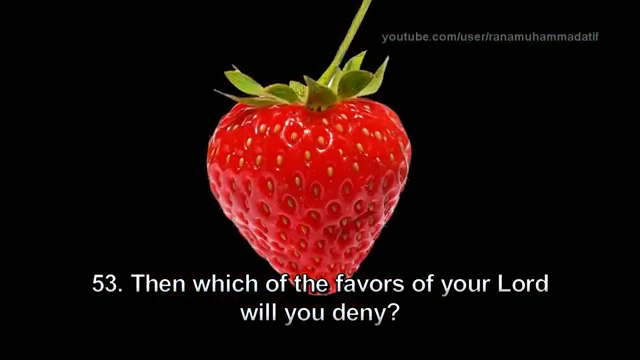 youtube.com/user/ranamuhammadatif
53. Then which of the favors of your Lord
will you deny?